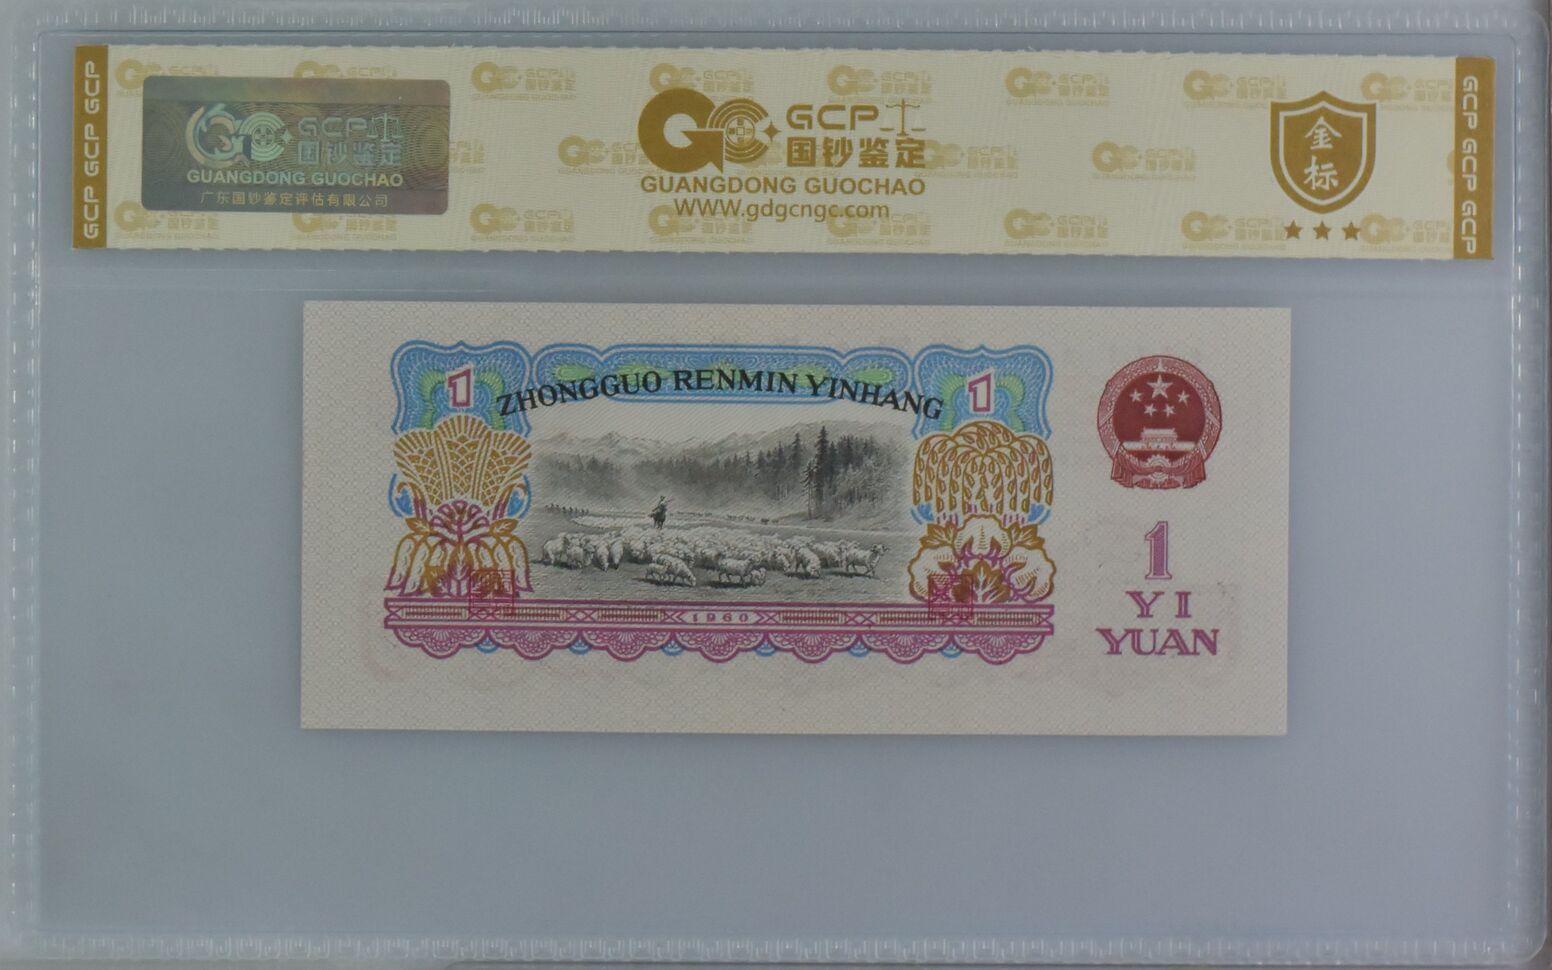 GCP GCP GCP
GCP
国钞鉴定
GUANGDONG GUOCHAO
广东国钞鉴定评估有限公司
GCP
国钞鉴定
GUANGDONG GUOCHAO
WWW.gdgcngc.com
金标
GCP GCP GCP
1
ZHONGGUO RENMIN YINHANG
1
1960
1
YI
YUAN